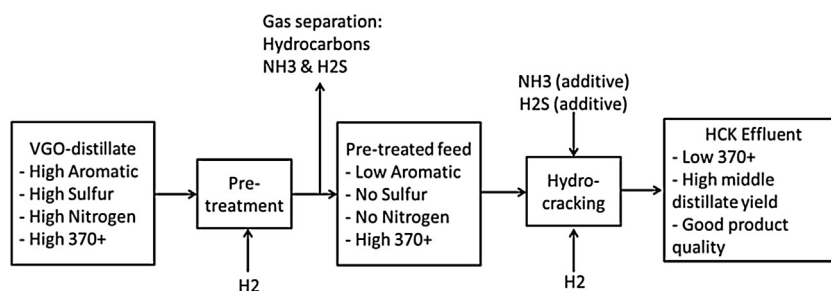 Gas separation:
Hydrocarbons
NH3 & H2S
NH3 (additive)
H2S (additive)
VGO-distillate
- High Aromatic
- High Sulfur
- High Nitrogen
- High 370+
Pre-
treatment
H2
Pre-treated feed
- Low Aromatic
- No Sulfur
- No Nitrogen
- High 370+
Hydro-
cracking
H2
HCK Effluent
- Low 370+
- High middle
distillate yield
- Good product
quality